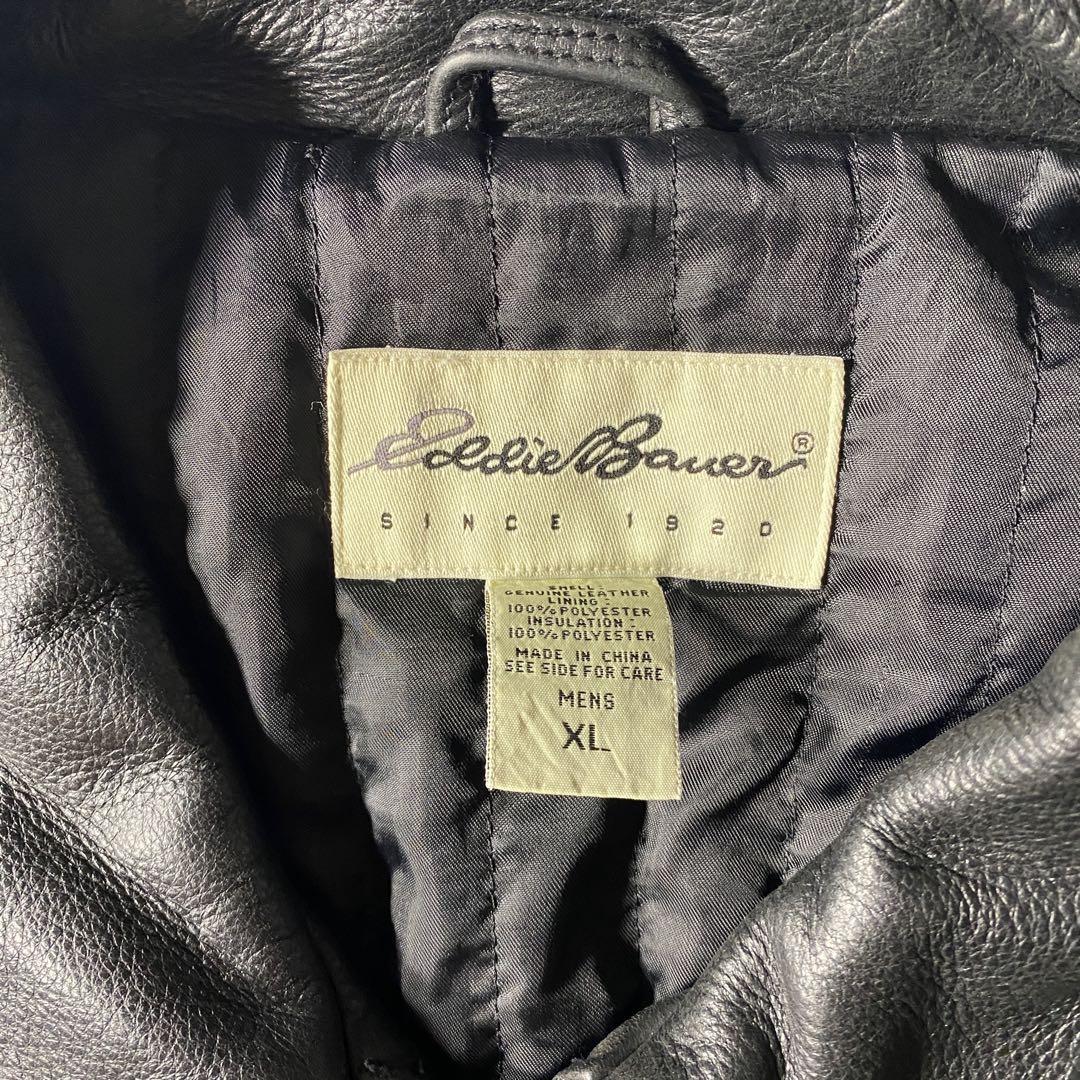 Eddie Bauer®
SINCE 1920
SHELL:
GENUINE LEATHER
LINING:
100% POLYESTER
INSULATION:
100% POLYESTER
MADE IN CHINA
SEE SIDE FOR CARE
MENS
XL